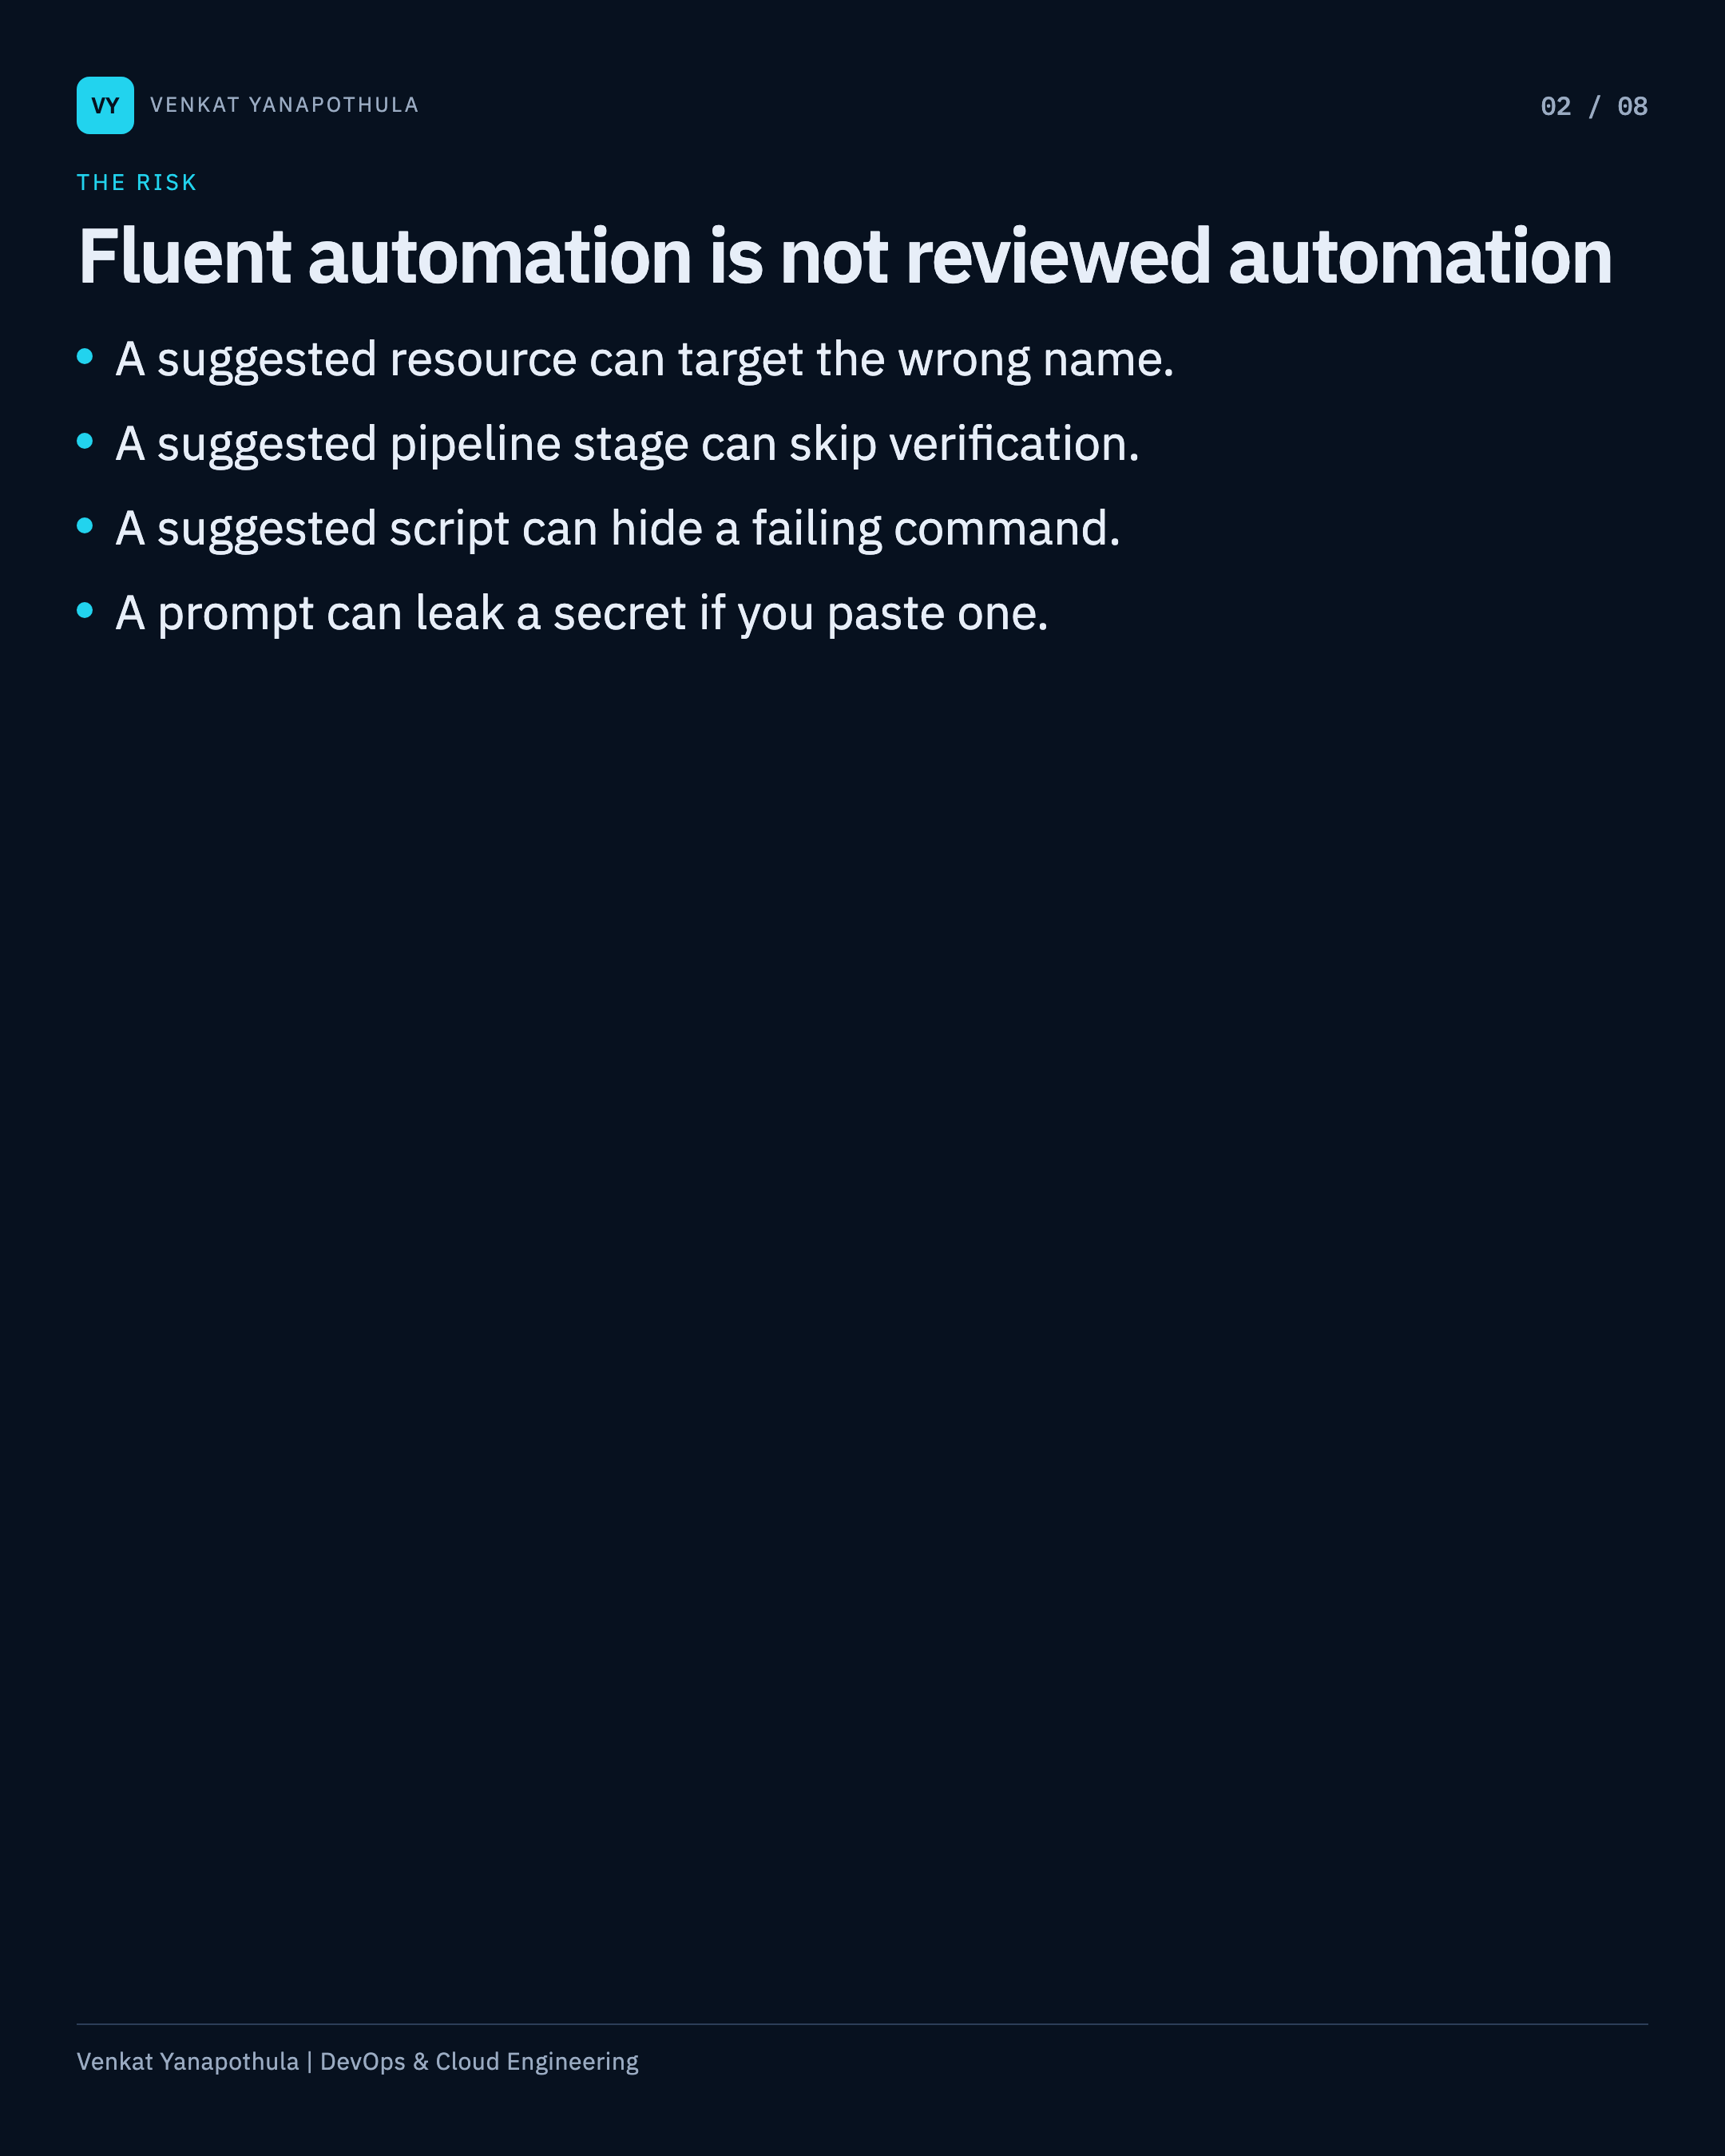 VY VENKAT YANAPOTHULA
02 / 08
THE RISK
Fluent automation is not reviewed automation
A suggested resource can target the wrong name.
A suggested pipeline stage can skip verification.
A suggested script can hide a failing command.
A prompt can leak a secret if you paste one.
Venkat Yanapothula | DevOps & Cloud Engineering